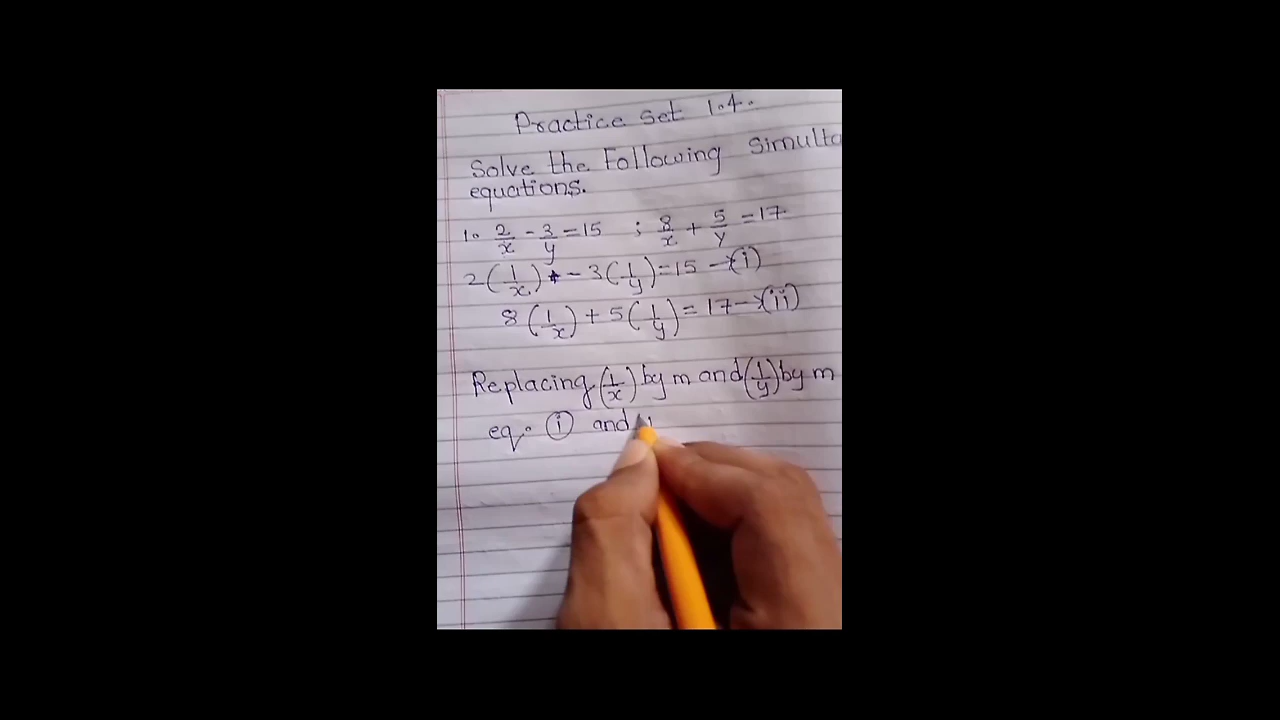 Practice set 1.4.
Solve the Following simulta
equations.
1. 2/x - 3/y = 15 ; 8/x + 5/y = 17.
2(1/x) - 3(1/y) = 15 → (i)
8(1/x) + 5(1/y) = 17 → (ii)
Replacing (1/x) by m and (1/y) by m
eq. (i) and